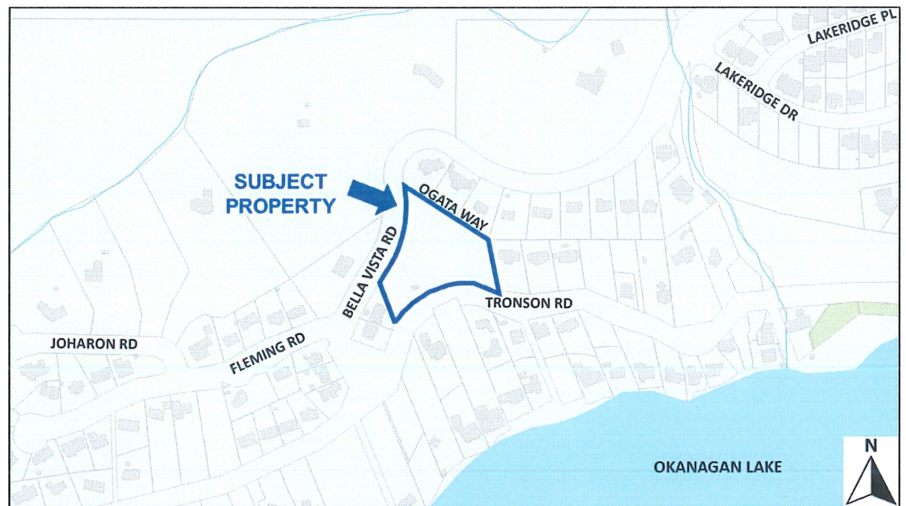 LAKERIDGE PL
LAKERIDGE DR
SUBJECT
PROPERTY
OGATA WAY
BELLA VISTA RD
TRONSON RD
JOHARON RD
FLEMING RD
OKANAGAN LAKE
N